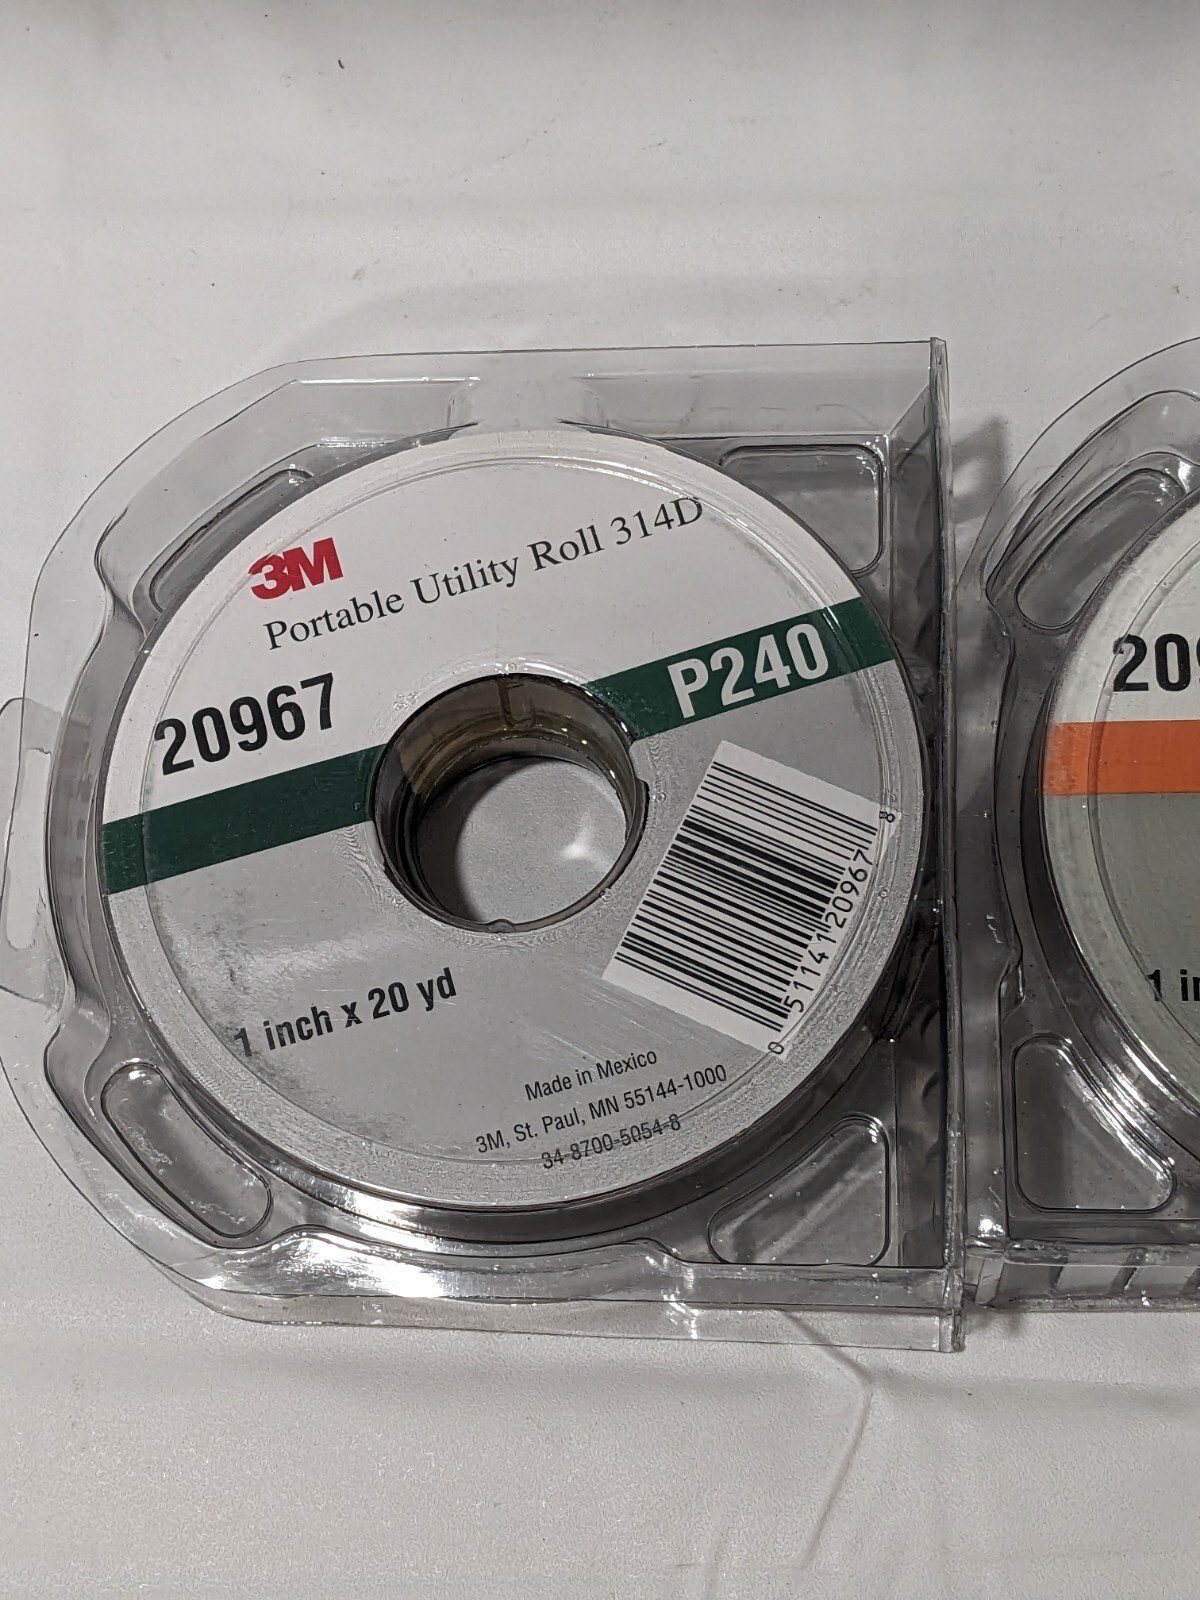 3M
Portable Utility Roll 314D
20967
P240
1 inch x 20 yd
0 51141 20967 8
Made in Mexico
3M, St. Paul, MN 55144-1000
34-8700-5054-8